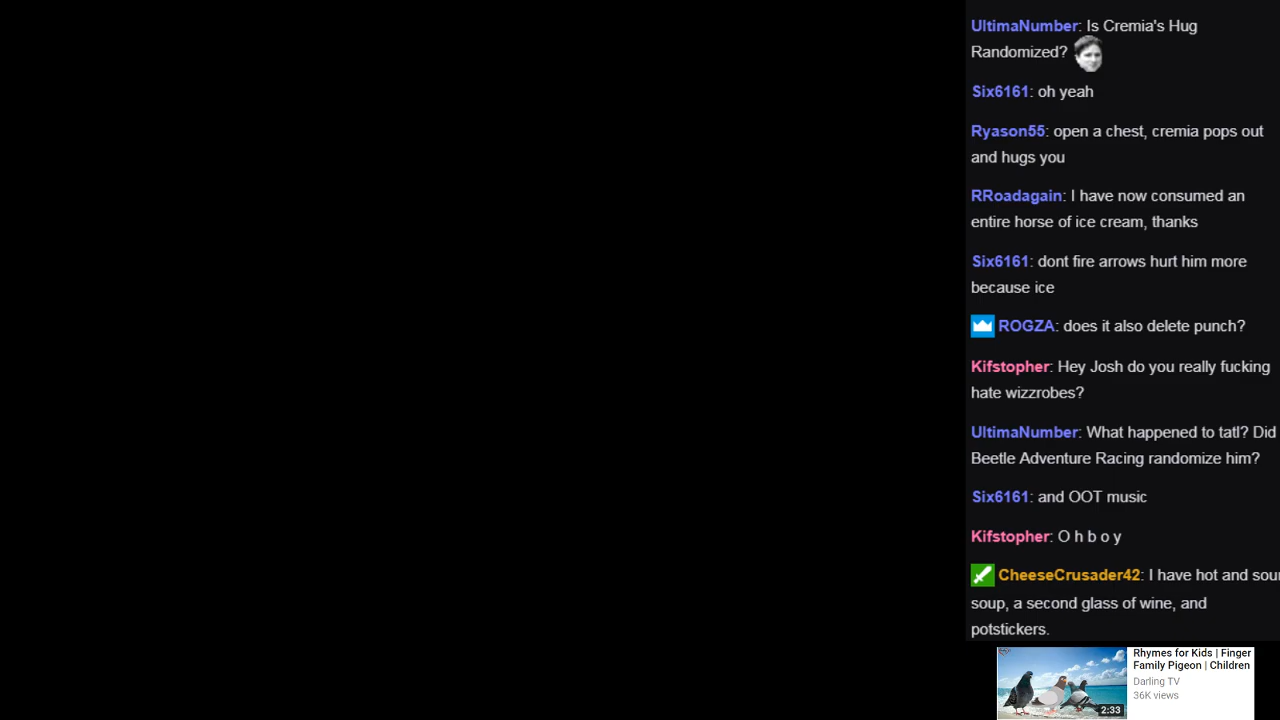 UltimaNumber: Is Cremia's Hug
Randomized?
Six6161: oh yeah
Ryason55: open a chest, cremia pops out
and hugs you
RRoadagain: I have now consumed an
entire horse of ice cream, thanks
Six6161: dont fire arrows hurt him more
because ice
ROGZA: does it also delete punch?
Kifstopher: Hey Josh do you really fucking
hate wizzrobes?
UltimaNumber: What happened to tatl? Did
Beetle Adventure Racing randomize him?
Six6161: and OOT music
Kifstopher: O h b o y
CheeseCrusader42: I have hot and sour
soup, a second glass of wine, and
potstickers.
Rhymes for Kids | Finger
Family Pigeon | Children
Darling TV
36K views
2:33